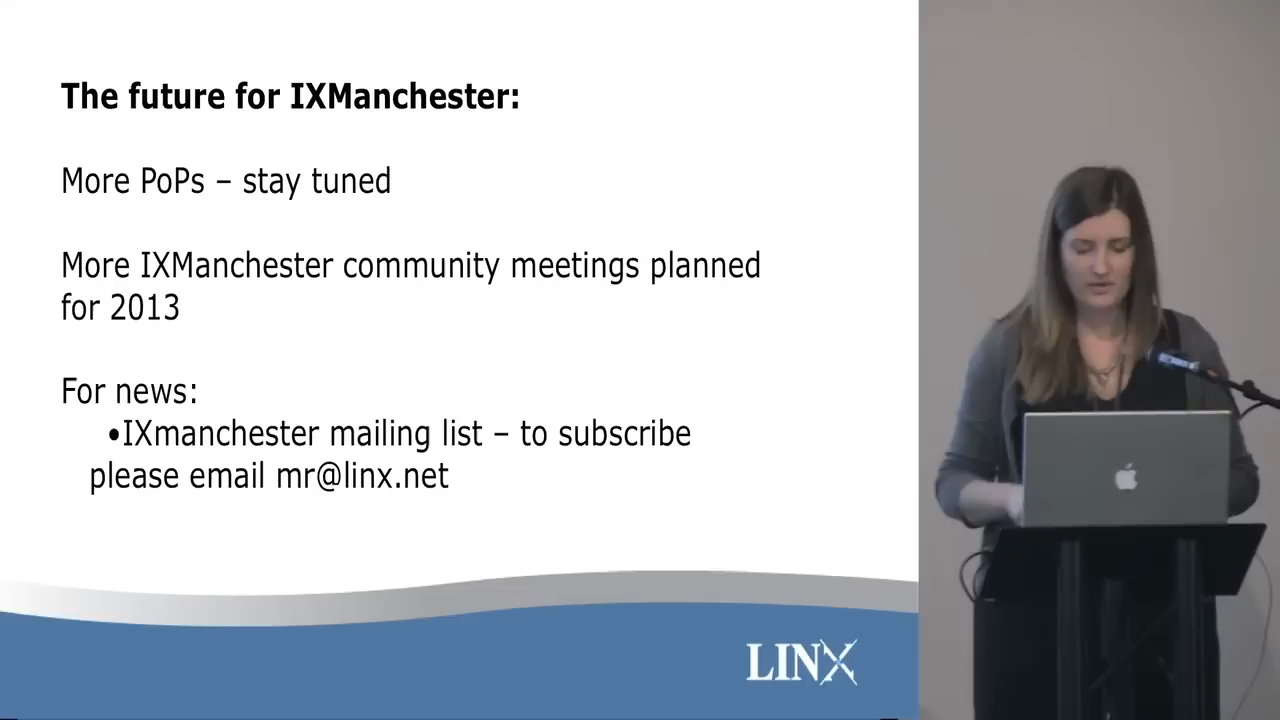 The future for IXManchester:
More PoPs – stay tuned
More IXManchester community meetings planned
for 2013
For news:
•IXmanchester mailing list – to subscribe
please email mr@linx.net
LINX